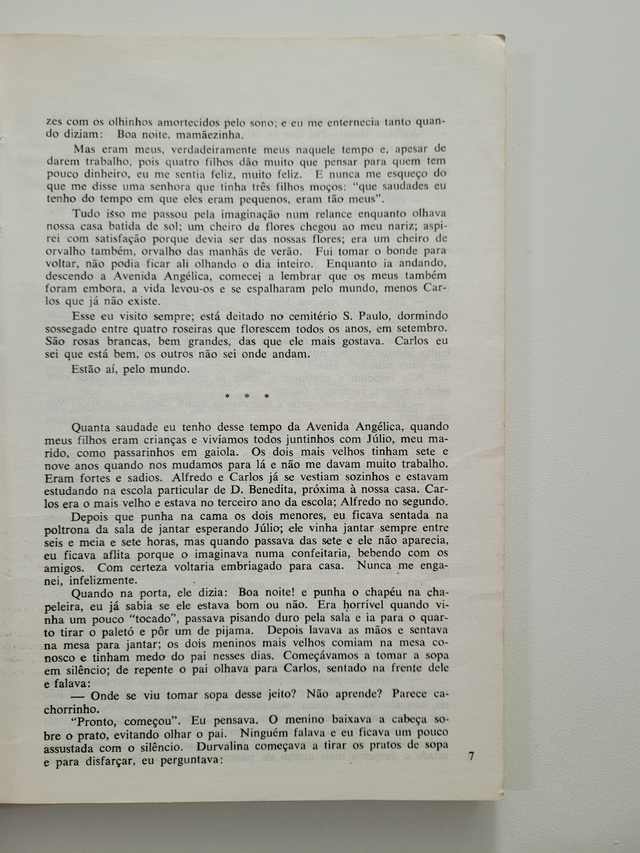 zes com os olhinhos amortecidos pelo sono; e eu me enternecia tanto quan-
do diziam: Boa noite, mamãezinha.
Mas eram meus, verdadeiramente meus naquele tempo e, apesar de
darem trabalho, pois quatro filhos dão muito que pensar para quem tem
pouco dinheiro, eu me sentia feliz, muito feliz. E nunca me esqueço do
que me disse uma senhora que tinha três filhos moços: "que saudades eu
tenho do tempo em que eles eram pequenos, eram tão meus".
Tudo isso me passou pela imaginação num relance enquanto olhava
nossa casa batida de sol; um cheiro de flores chegou ao meu nariz; aspi-
rei com satisfação porque devia ser das nossas flores; era um cheiro de
orvalho também, orvalho das manhãs de verão. Fui tomar o bonde para
voltar, não podia ficar ali olhando o dia inteiro. Enquanto ia andando,
descendo a Avenida Angélica, comecei a lembrar que os meus também
foram embora, a vida levou-os e se espalharam pelo mundo, menos Car-
los que já não existe.
Esse eu visito sempre; está deitado no cemitério S. Paulo, dormindo
sossegado entre quatro roseiras que florescem todos os anos, em setembro.
São rosas brancas, bem grandes, das que ele mais gostava. Carlos eu
sei que está bem, os outros não sei onde andam.
Estão aí, pelo mundo.
* * *
Quanta saudade eu tenho desse tempo da Avenida Angélica, quando
meus filhos eram crianças e vivíamos todos juntinhos com Júlio, meu ma-
rido, como passarinhos em gaiola. Os dois mais velhos tinham sete e
nove anos quando nos mudamos para lá e não me davam muito trabalho.
Eram fortes e sadios. Alfredo e Carlos já se vestiam sozinhos e estavam
estudando na escola particular de D. Benedita, próxima à nossa casa. Car-
los era o mais velho e estava no terceiro ano da escola; Alfredo no segundo.
Depois que punha na cama os dois menores, eu ficava sentada na
poltrona da sala de jantar esperando Júlio; ele vinha jantar sempre entre
seis e meia e sete horas, mas quando passava das sete e ele não aparecia,
eu ficava aflita porque o imaginava numa confeitaria, bebendo com os
amigos. Com certeza voltaria embriagado para casa. Nunca me enga-
nei, infelizmente.
Quando na porta, ele dizia: Boa noite! e punha o chapéu na cha-
peleira, eu já sabia se ele estava bom ou não. Era horrível quando vi-
nha um pouco "tocado", passava pisando duro pela sala e ia para o quar-
to tirar o paletó e pôr um de pijama. Depois lavava as mãos e sentava
na mesa para jantar; os dois meninos mais velhos comiam na mesa co-
nosco e tinham medo do pai nesses dias. Começávamos a tomar a sopa
em silêncio; de repente o pai olhava para Carlos, sentado na frente dele
e falava:
— Onde se viu tomar sopa desse jeito? Não aprende? Parece ca-
chorrinho.
"Pronto, começou". Eu pensava. O menino baixava a cabeça so-
bre o prato, evitando olhar o pai. Ninguém falava e eu ficava um pouco
assustada com o silêncio. Durvalina começava a tirar os pratos de sopa
e para disfarçar, eu perguntava:
7